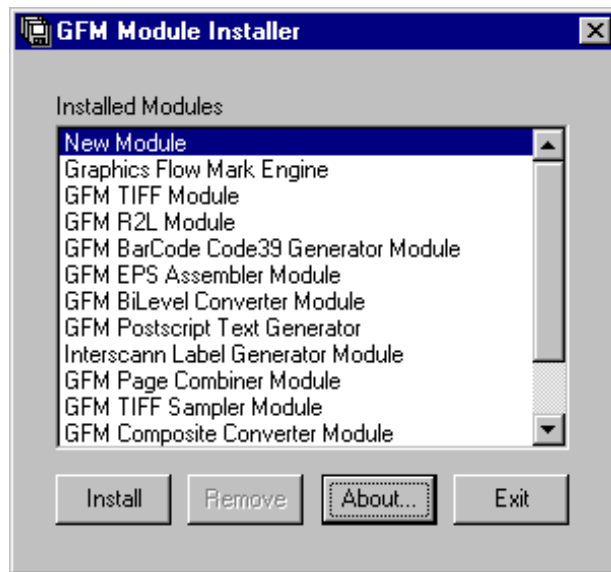 GFM Module Installer
Installed Modules
New Module
Graphics Flow Mark Engine
GFM TIFF Module
GFM R2L Module
GFM BarCode Code39 Generator Module
GFM EPS Assembler Module
GFM BiLevel Converter Module
GFM Postscript Text Generator
Interscann Label Generator Module
GFM Page Combiner Module
GFM TIFF Sampler Module
GFM Composite Converter Module
Install Remove About... Exit